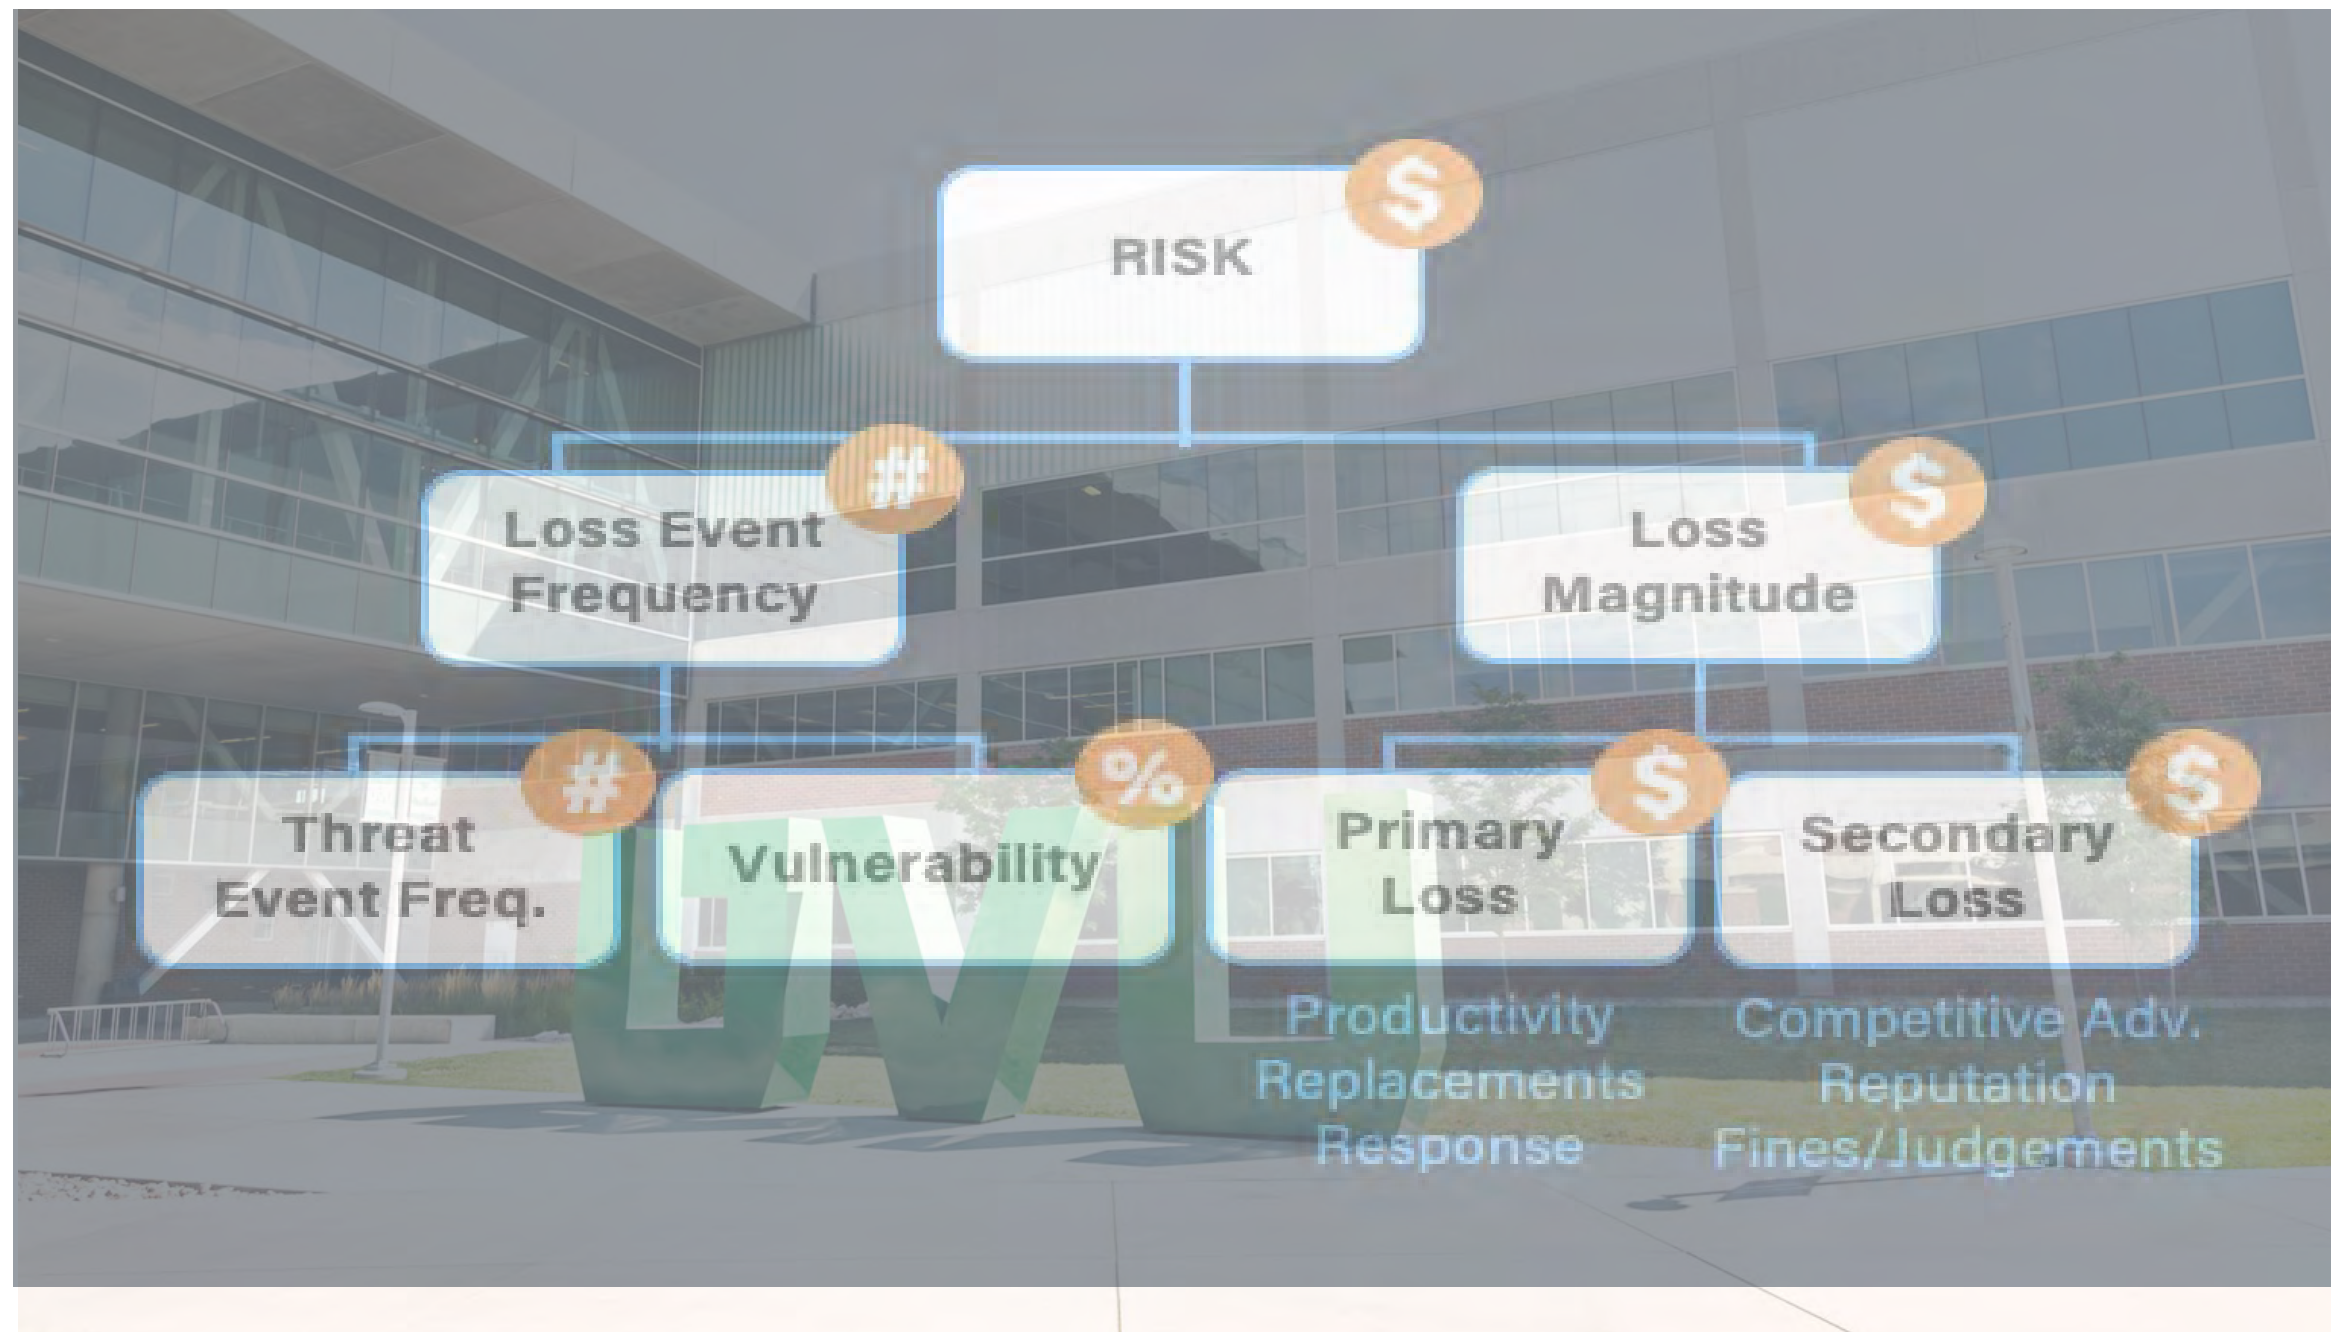 $
RISK
#
Loss Event
Frequency
$
Loss
Magnitude
#
Threat
Event Freq.
%
Vulnerability
$
Primary
Loss
$
Secondary
Loss
Productivity
Replacements
Response
Competitive Adv.
Reputation
Fines/Judgements
UVU